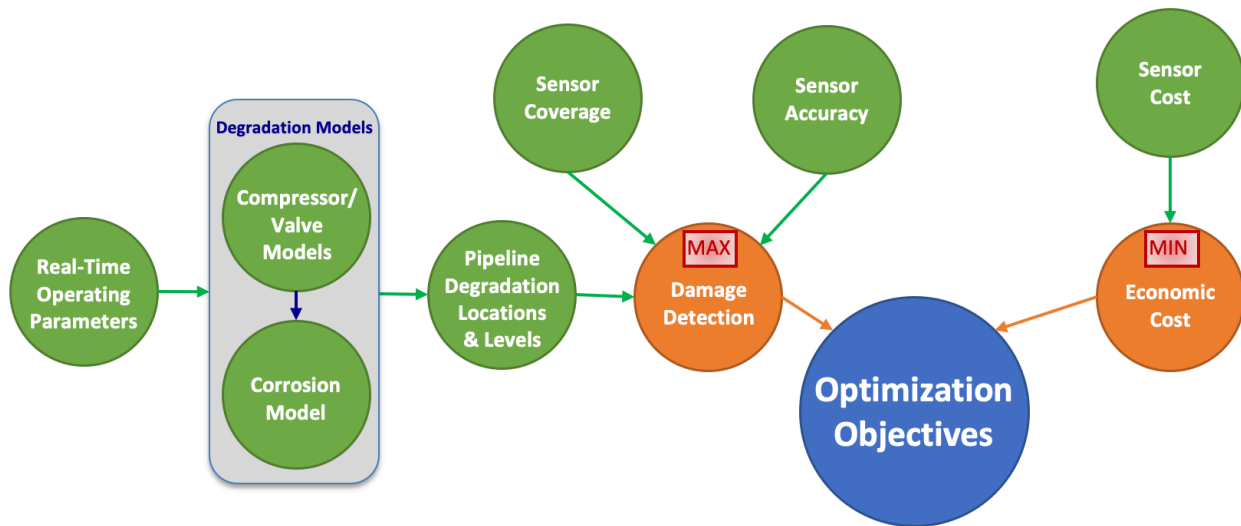 Sensor
Coverage
Sensor
Accuracy
Sensor
Cost
Degradation Models
Compressor/
Valve
Models
Real-Time
Operating
Parameters
Pipeline
Degradation
Locations
& Levels
MAX
Damage
Detection
MIN
Economic
Cost
Corrosion
Model
Optimization
Objectives